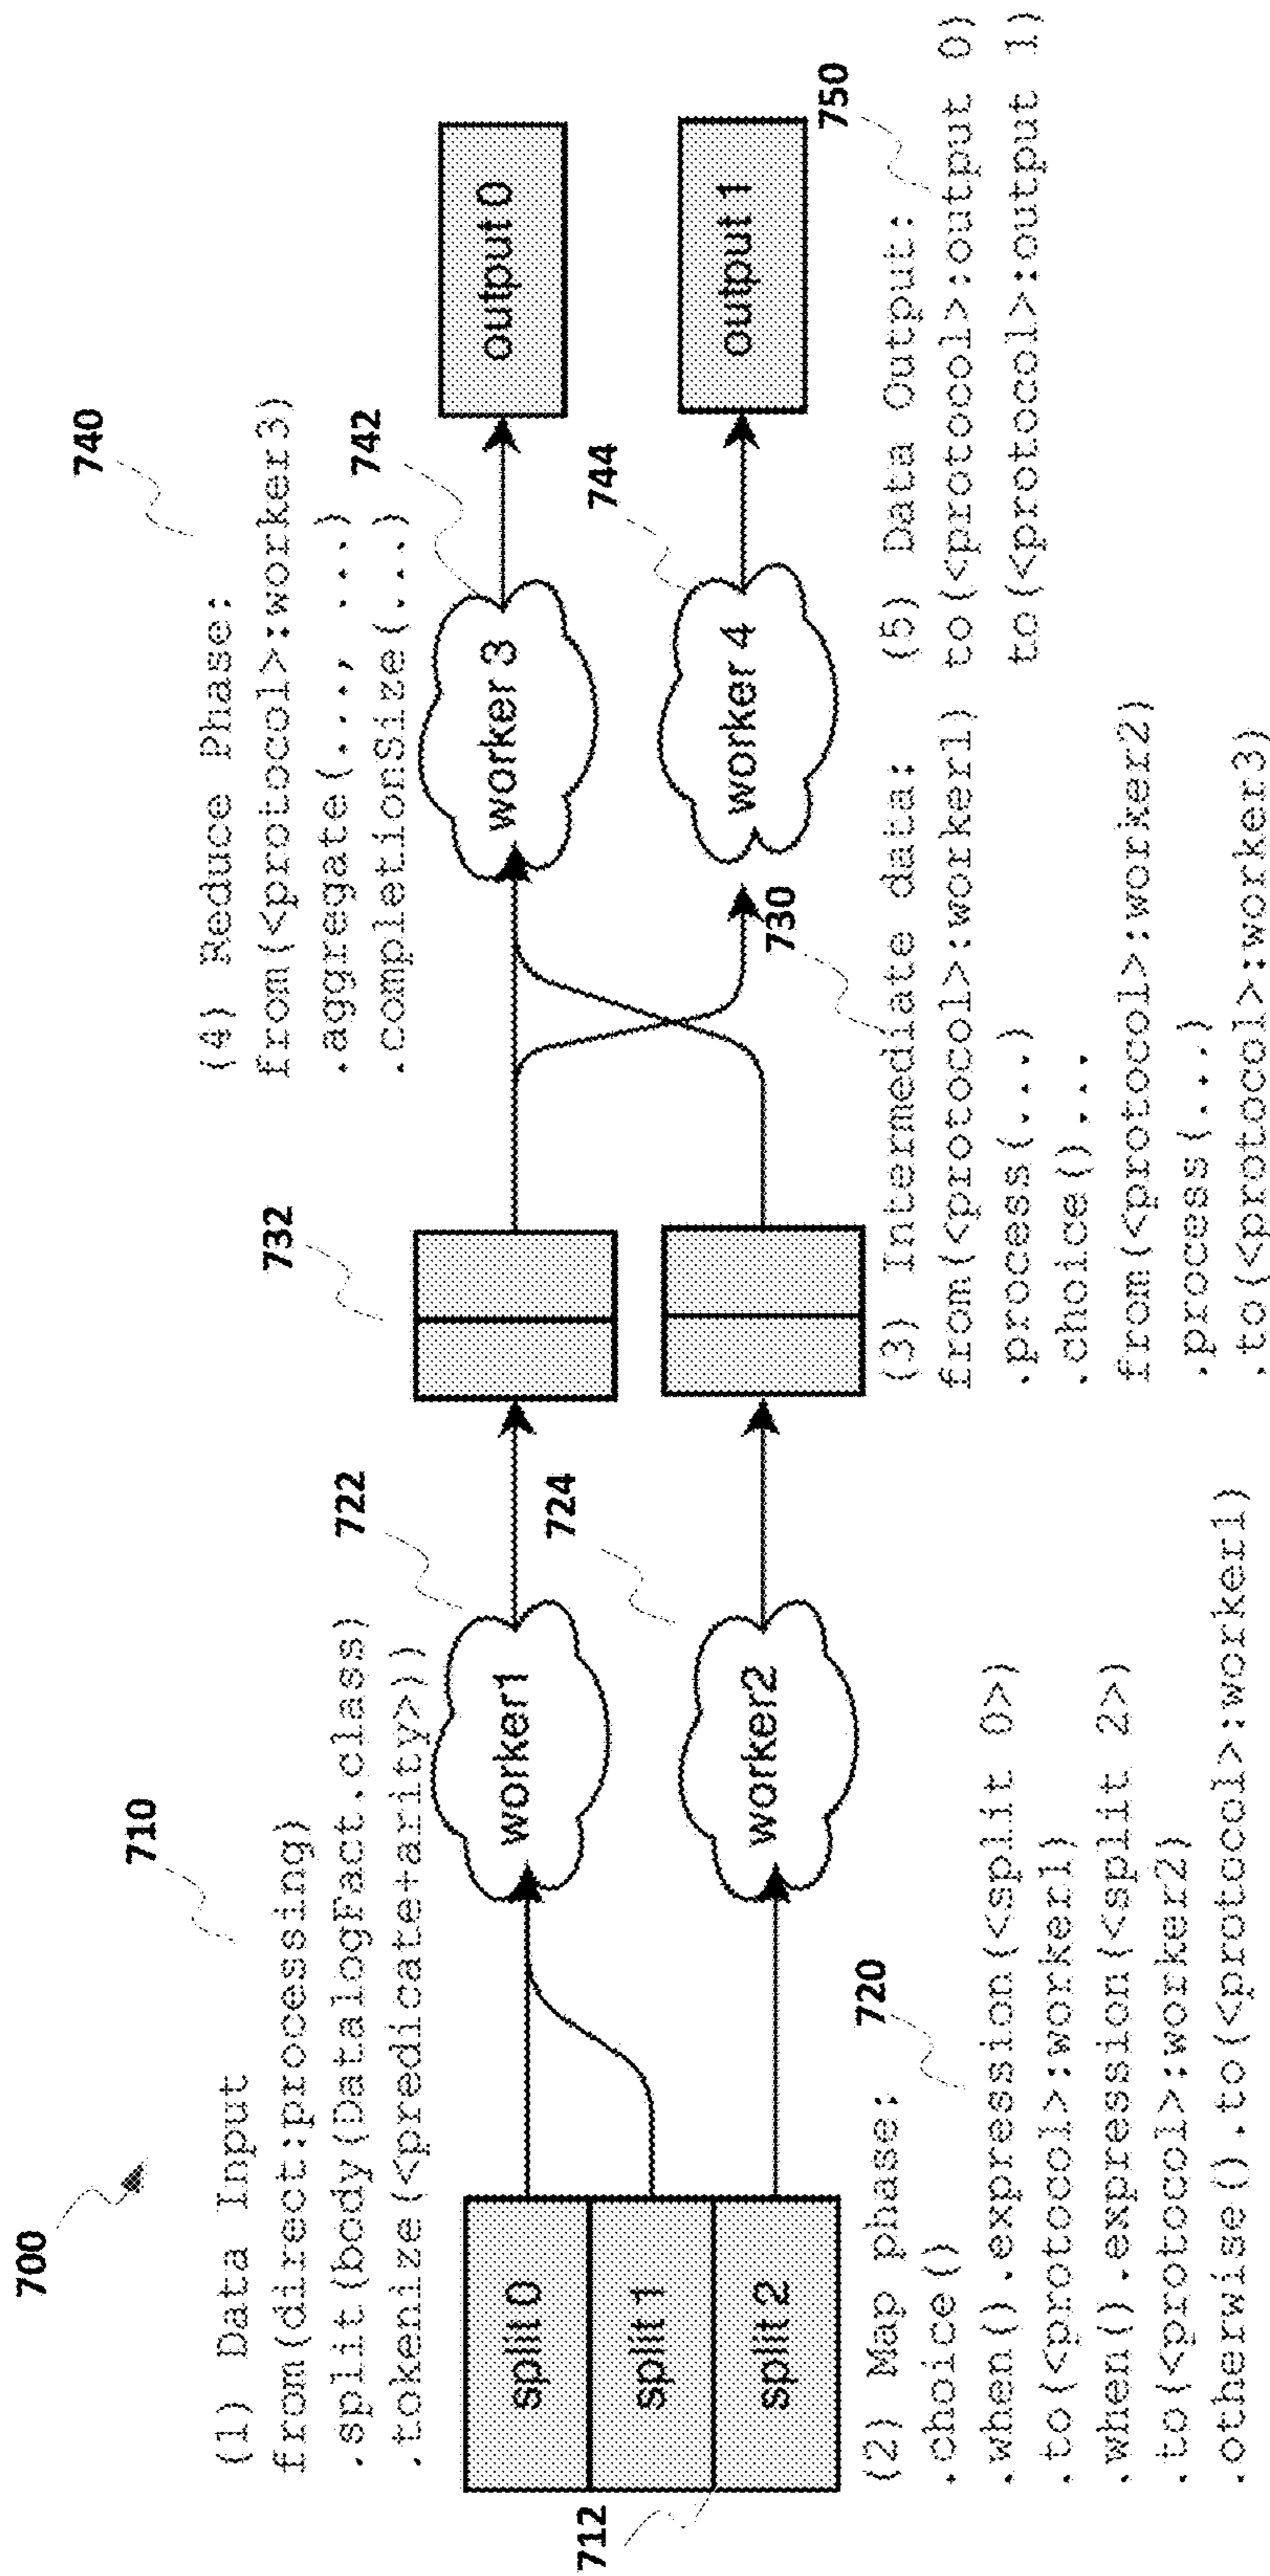 700
710
(1) Data Input
from(direct:processing)
.split(body(DatalogFact.class)
.tokenize(<predicate+arity>))
740
(4) Reduce Phase:
from(<protocol>:worker3)
.aggregate(..., ...)
.completionSize(...)
712
split 0
split 1
split 2
722
worker1
724
worker2
732
742
worker 3
744
worker 4
output 0
output 1
720
(2) Map phase:
.choice()
.when().expression(<split 0>)
.to(<protocol>:worker1)
.when().expression(<split 2>)
.to(<protocol>:worker2)
.otherwise().to(<protocol>:worker1)
730
(3) Intermediate data:
from(<protocol>:worker1)
.process(...)
.choice()...
from(<protocol>:worker2)
.process(...)
.to(<protocol>:worker3)
750
(5) Data Output:
to(<protocol>:output 0)
to(<protocol>:output 1)